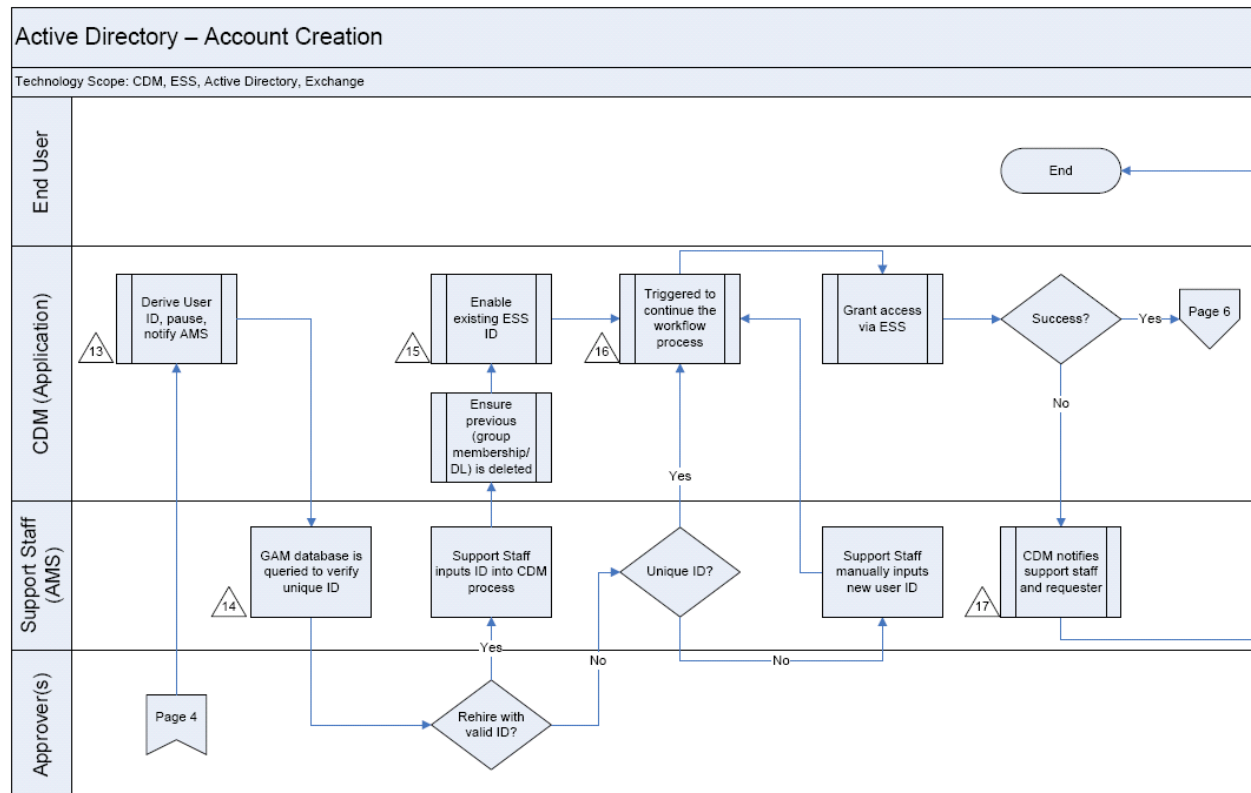 Active Directory – Account Creation
Technology Scope: CDM, ESS, Active Directory, Exchange
End User
End
CDM (Application)
Derive User
ID, pause,
notify AMS
13
Enable
existing ESS
ID
15
Triggered to
continue the
workflow
process
16
Grant access
via ESS
Success?
Yes
Page 6
No
Ensure
previous
(group
membership/
DL) is deleted
Yes
Support Staff
(AMS)
GAM database is
queried to verify
unique ID
14
Support Staff
inputs ID into CDM
process
Unique ID?
Support Staff
manually inputs
new user ID
CDM notifies
support staff
and requester
17
Yes
No
No
Approver(s)
Page 4
Rehire with
valid ID?